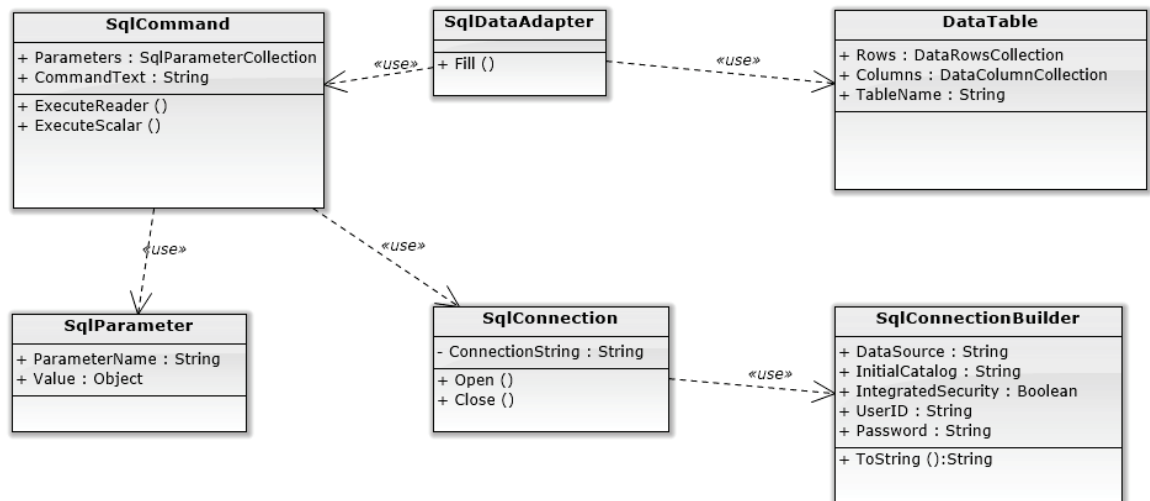 SqlCommand
+ Parameters : SqlParameterCollection
+ CommandText : String
+ ExecuteReader ()
+ ExecuteScalar ()
«use»
SqlDataAdapter
+ Fill ()
«use»
DataTable
+ Rows : DataRowsCollection
+ Columns : DataColumnCollection
+ TableName : String
«use»
«use»
SqlParameter
+ ParameterName : String
+ Value : Object
SqlConnection
- ConnectionString : String
+ Open ()
+ Close ()
«use»
SqlConnectionBuilder
+ DataSource : String
+ InitialCatalog : String
+ IntegratedSecurity : Boolean
+ UserID : String
+ Password : String
+ ToString ():String